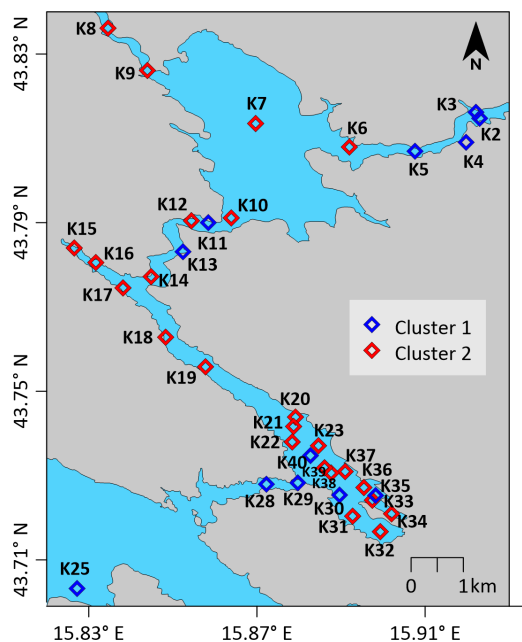 K8
43.83° N
K9
N
K7
K3
K2
K6
K4
K5
43.79° N
K12
K10
K11
K15
K13
K16
K14
K17
Cluster 1
Cluster 2
K18
K19
43.75° N
K20
K21
K23
K22
K40
K39
K37
K38
K36
K35
K28
K29
K30
K33
K31
K34
K32
43.71° N
K25
0
1km
15.83° E
15.87° E
15.91° E